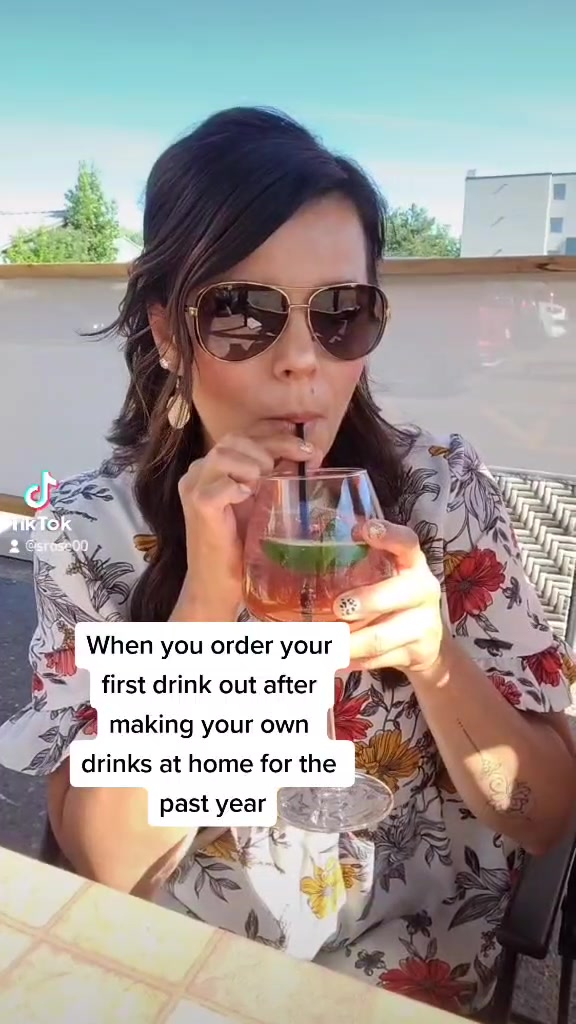 TikTok
@srose00
When you order your
first drink out after
making your own
drinks at home for the
past year